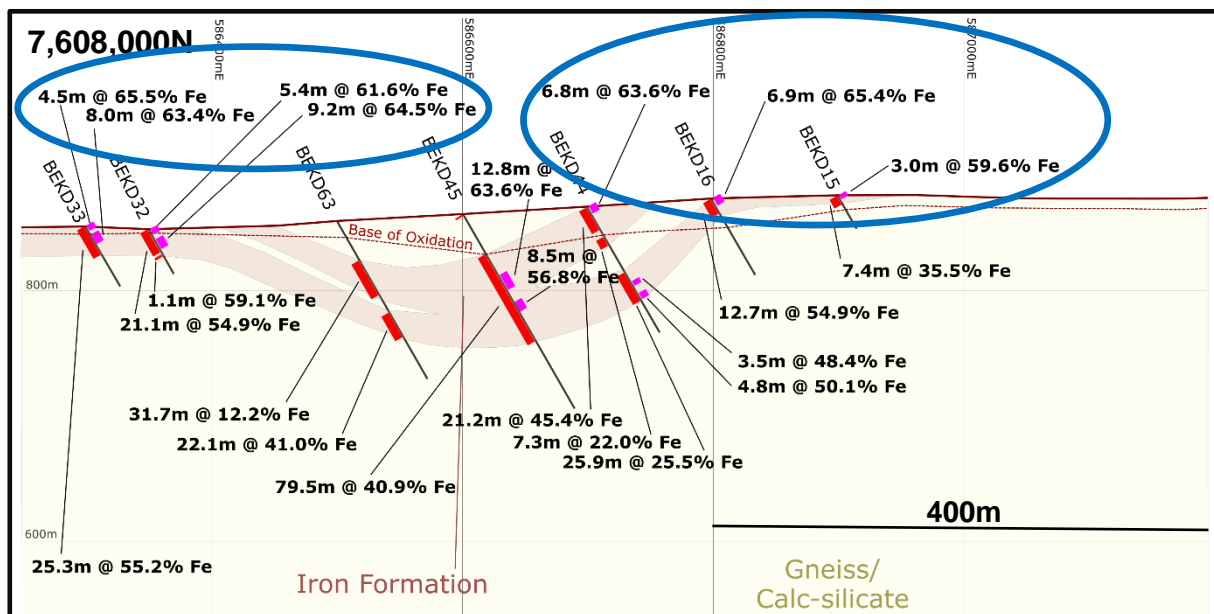 7,608,000N
586400mE
586600mE
586800mE
587000mE
4.5m @ 65.5% Fe
8.0m @ 63.4% Fe
5.4m @ 61.6% Fe
9.2m @ 64.5% Fe
6.8m @ 63.6% Fe
6.9m @ 65.4% Fe
3.0m @ 59.6% Fe
BEKD33
BEKD32
BEKD63
BEKD45
BEKD44
BEKD16
BEKD15
12.8m @
63.6% Fe
Base of Oxidation
8.5m @
56.8% Fe
7.4m @ 35.5% Fe
800m
1.1m @ 59.1% Fe
21.1m @ 54.9% Fe
12.7m @ 54.9% Fe
3.5m @ 48.4% Fe
4.8m @ 50.1% Fe
31.7m @ 12.2% Fe
22.1m @ 41.0% Fe
21.2m @ 45.4% Fe
7.3m @ 22.0% Fe
25.9m @ 25.5% Fe
79.5m @ 40.9% Fe
400m
600m
25.3m @ 55.2% Fe
Iron Formation
Gneiss/
Calc-silicate